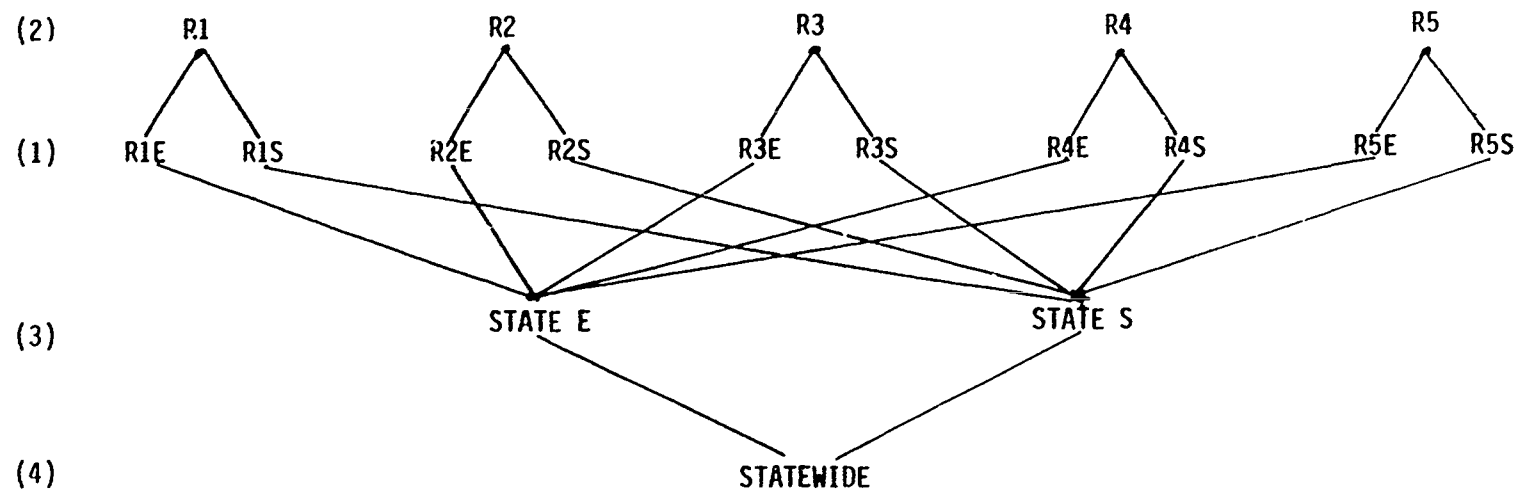 (2) R1 R2 R3 R4 R5
(1) R1E R1S R2E R2S R3E R3S R4E R4S R5E R5S
STATE E STATE S
(3)
(4) STATEWIDE